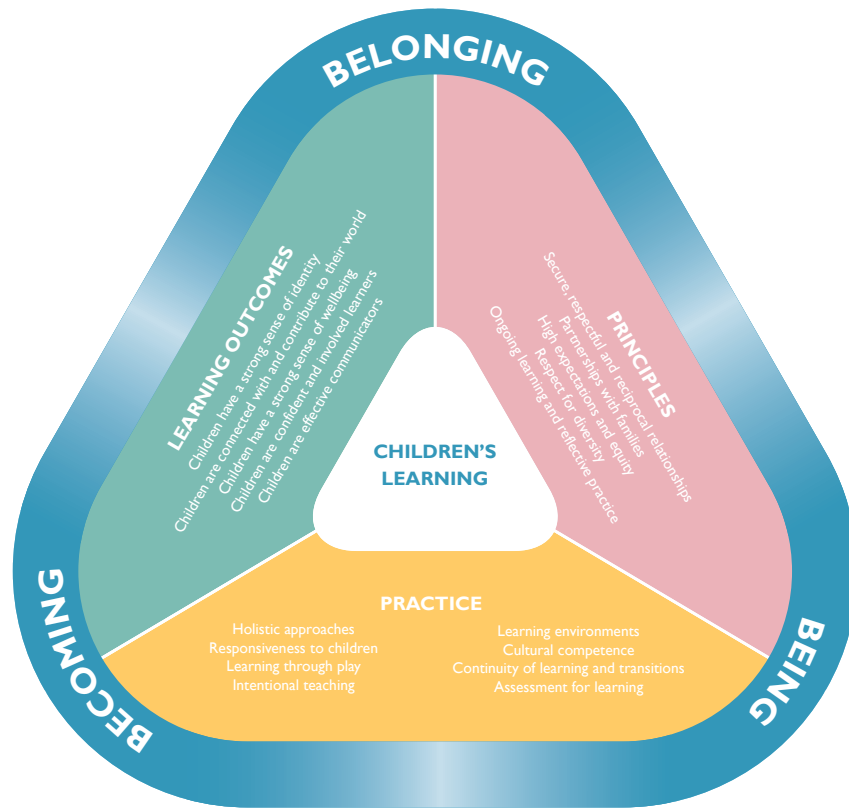 BELONGING
LEARNING OUTCOMES
Children have a strong sense of identity
Children are connected with and contribute to their world
Children have a strong sense of wellbeing
Children are confident and involved learners
Children are effective communicators
PRINCIPLES
Secure, respectful and reciprocal relationships
Partnerships with families
High expectations and equity
Respect for diversity
Ongoing learning and reflective practice
CHILDREN'S
LEARNING
PRACTICE
Holistic approaches
Responsiveness to children
Learning through play
Intentional teaching
Learning environments
Cultural competence
Continuity of learning and transitions
Assessment for learning
BECOMING
BEING